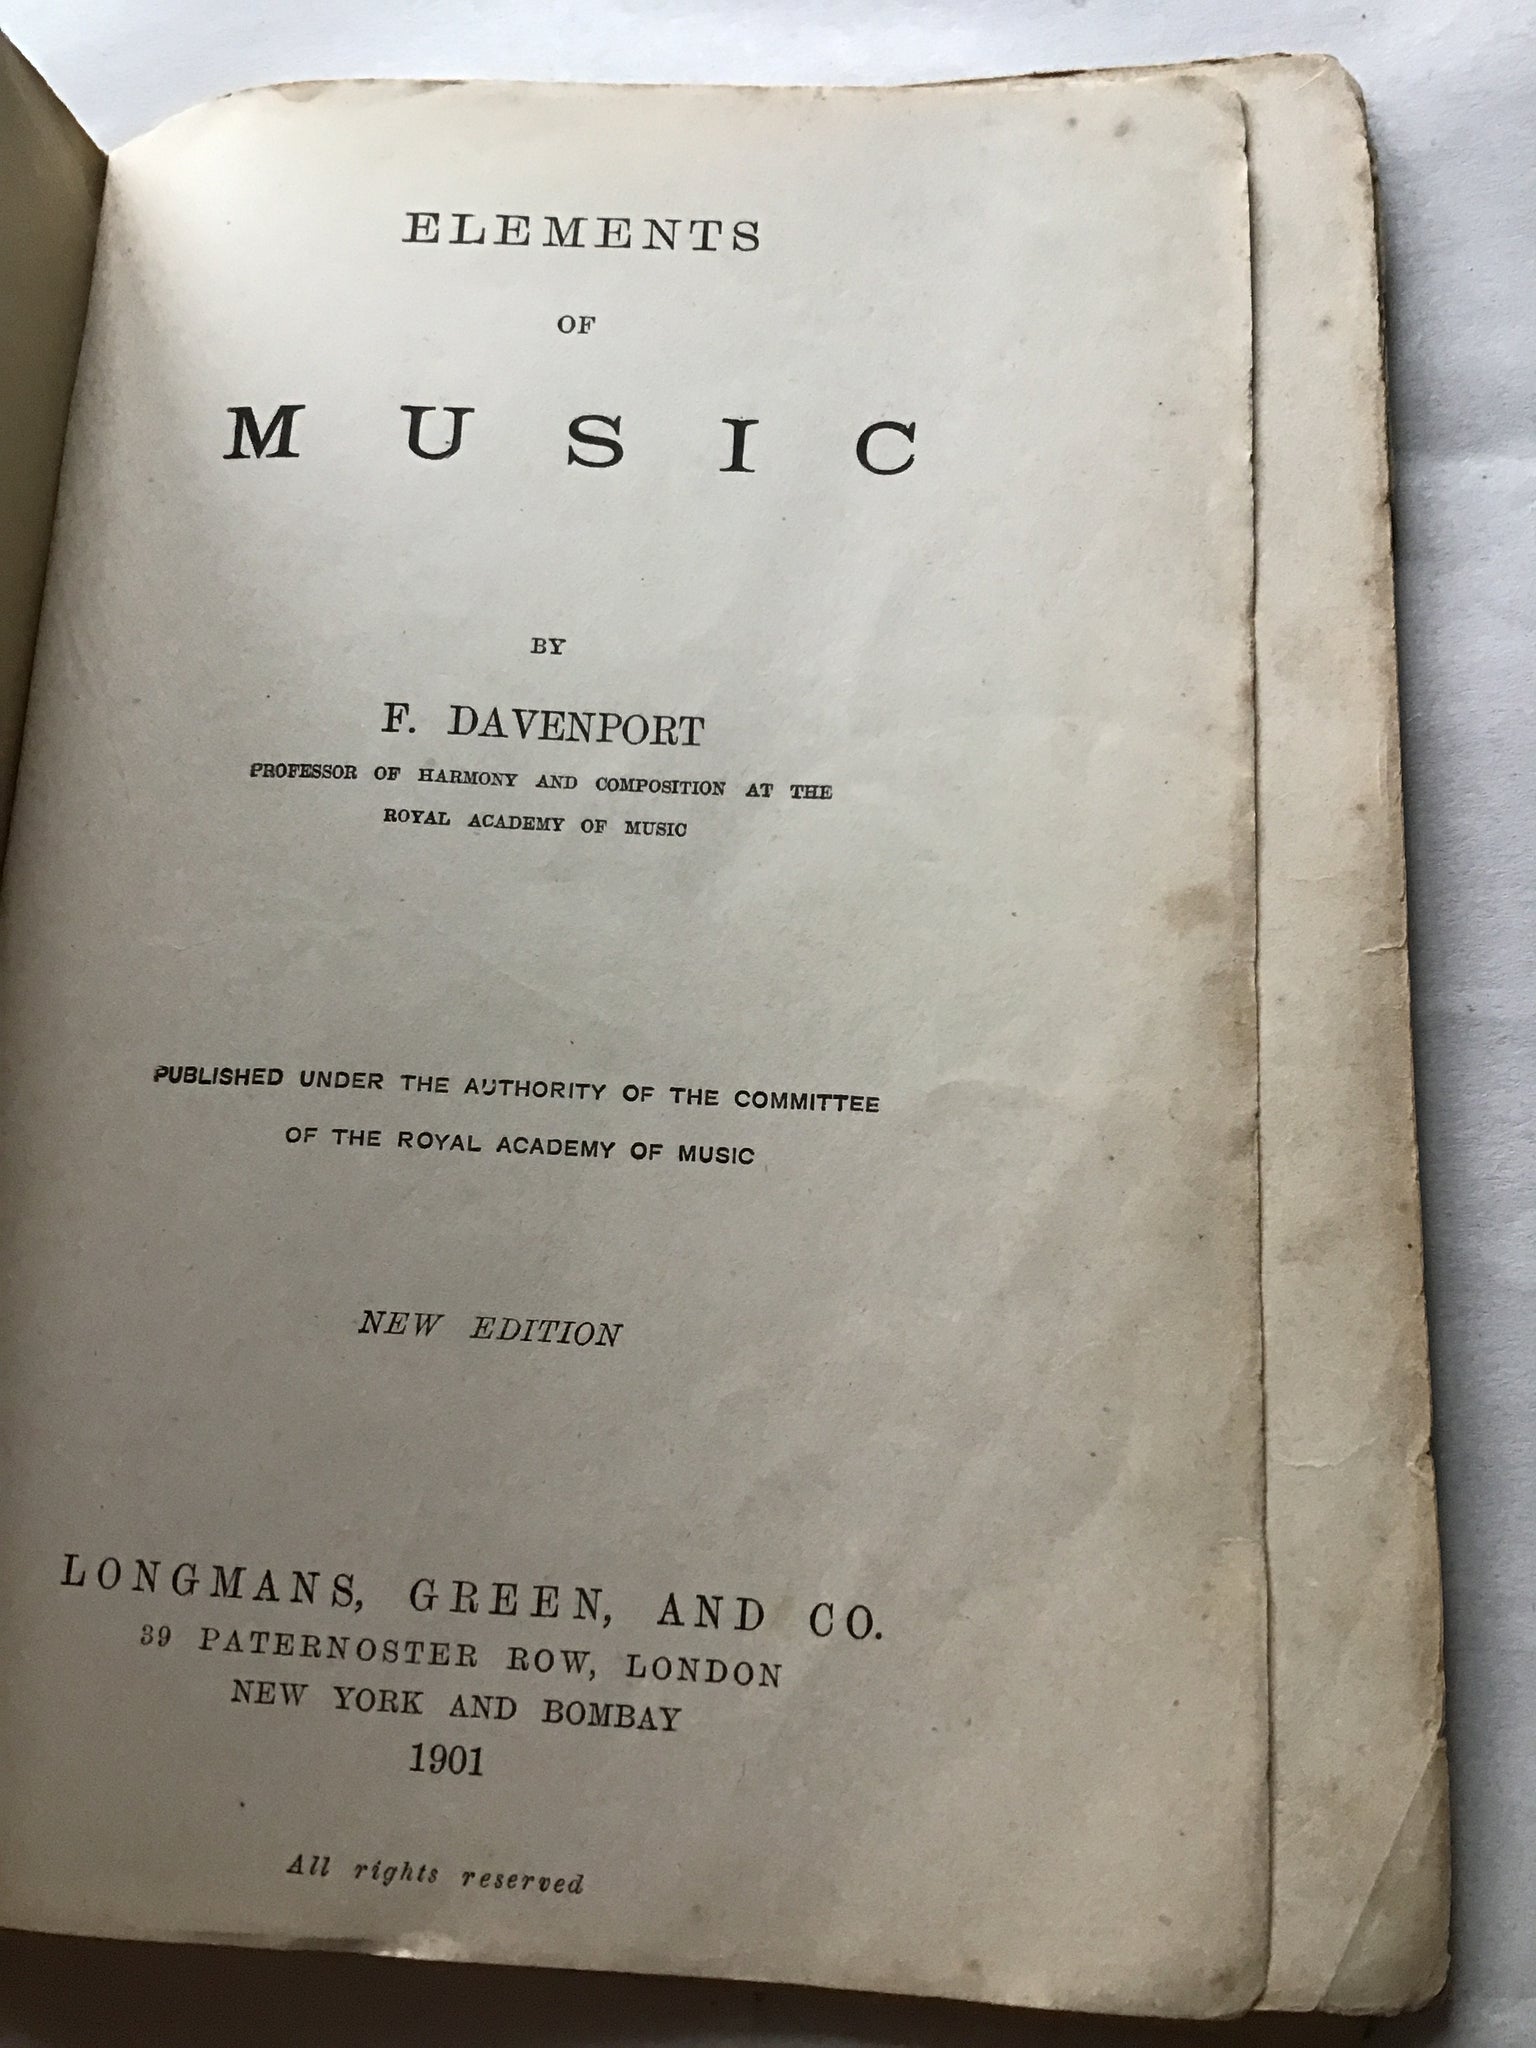 ELEMENTS
OF
MUSIC
BY
F. DAVENPORT
PROFESSOR OF HARMONY AND COMPOSITION AT THE
ROYAL ACADEMY OF MUSIC
PUBLISHED UNDER THE AUTHORITY OF THE COMMITTEE
OF THE ROYAL ACADEMY OF MUSIC
NEW EDITION
LONGMANS, GREEN, AND CO.
39 PATERNOSTER ROW, LONDON
NEW YORK AND BOMBAY
1901
All rights reserved